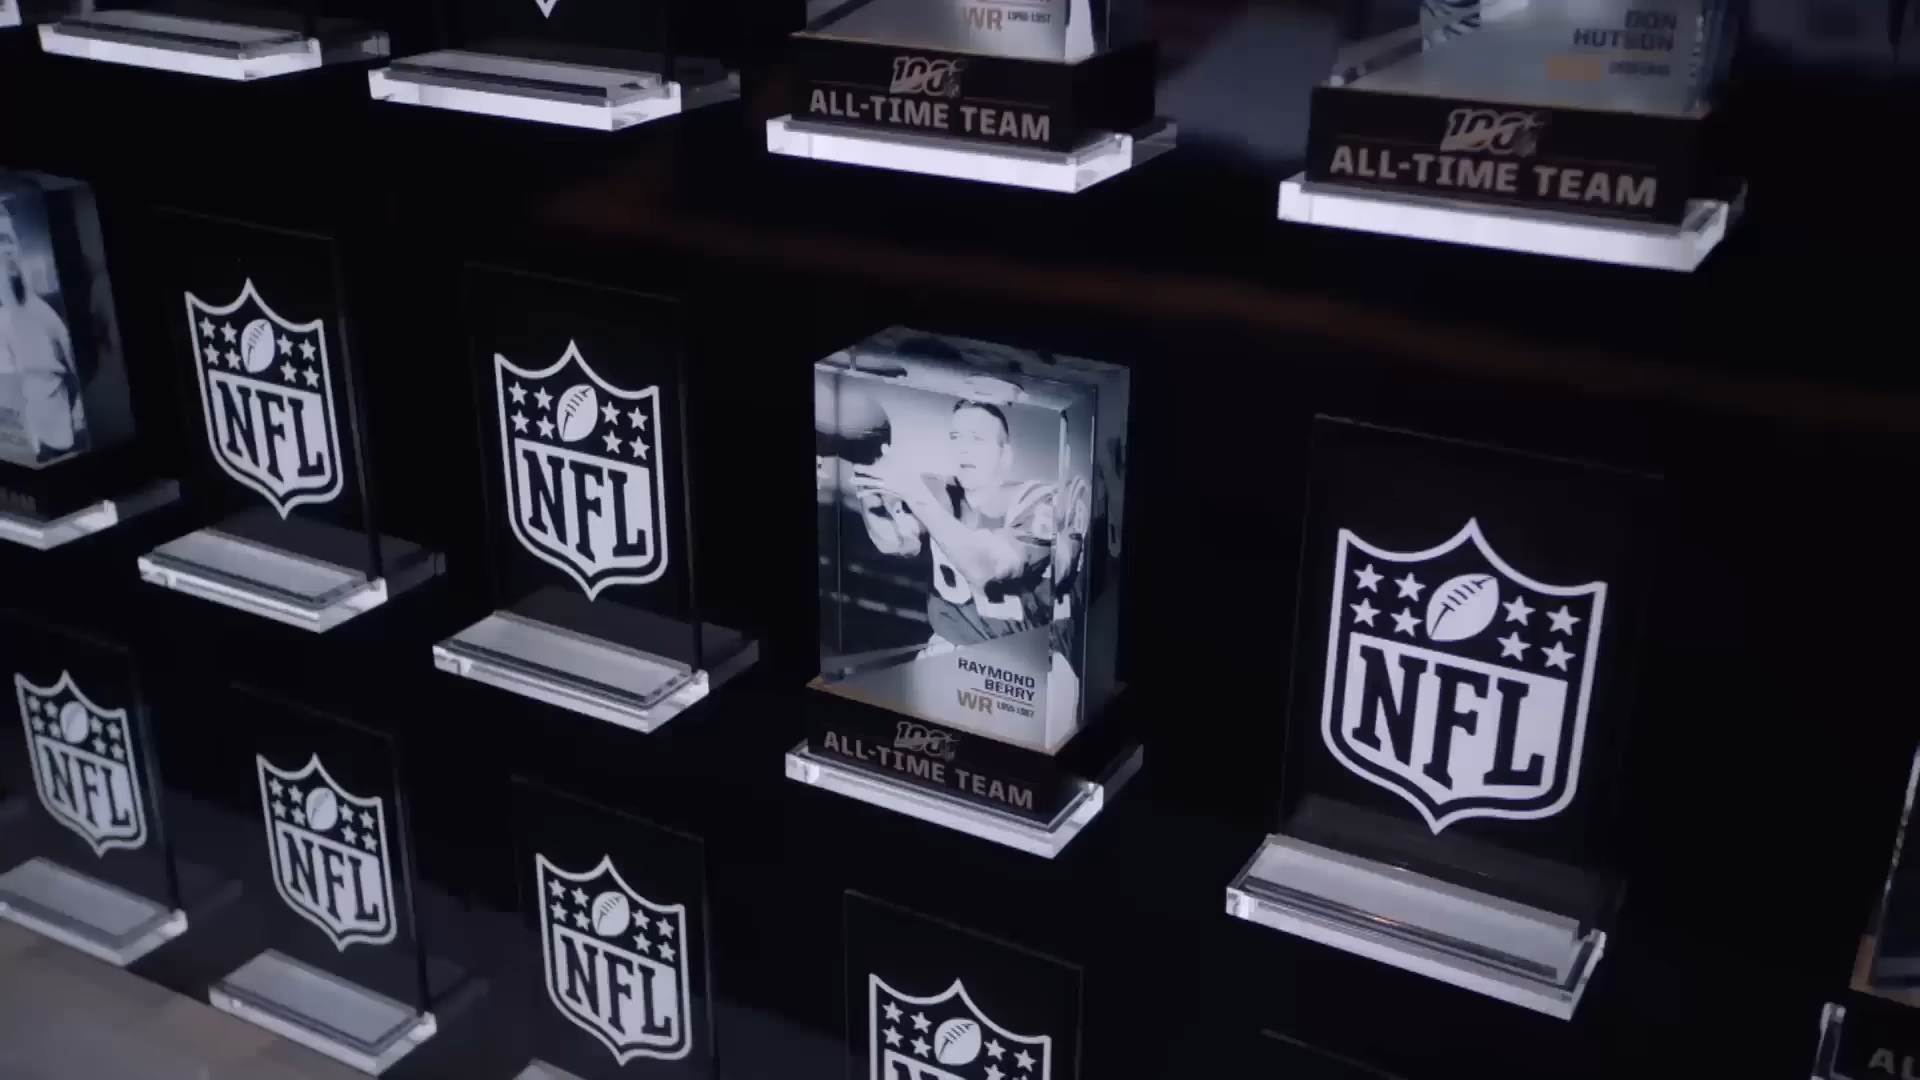 WR
100
ALL-TIME TEAM
DON
HUTSON
100
ALL-TIME TEAM
NFL
NFL
82
RAYMOND
BERRY
WR 1955-1967
100
ALL-TIME TEAM
NFL
NFL
NFL
NFL
NFL